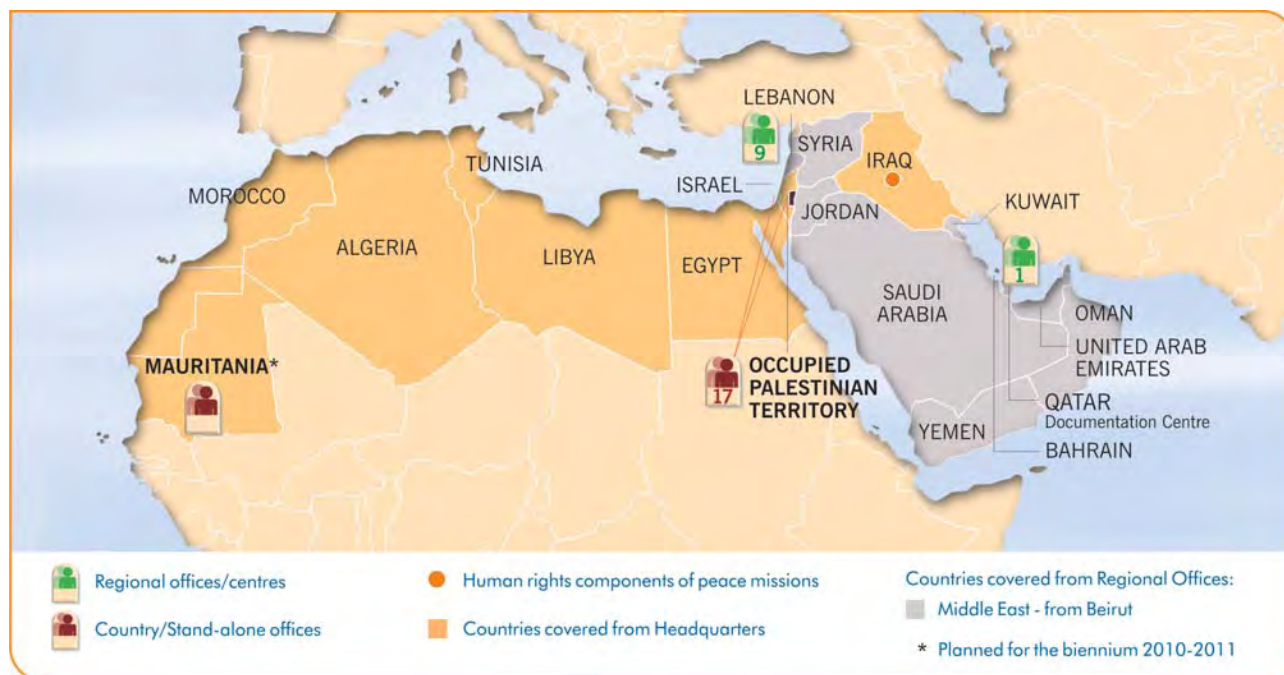 LEBANON
9
SYRIA
IRAQ
TUNISIA
ISRAEL
MOROCCO
JORDAN
KUWAIT
ALGERIA
LIBYA
EGYPT
1
SAUDI
ARABIA
OMAN
UNITED ARAB
EMIRATES
MAURITANIA*
17
OCCUPIED
PALESTINIAN
TERRITORY
QATAR
Documentation Centre
YEMEN
BAHRAIN
Regional offices/centres
Country/Stand-alone offices
Human rights components of peace missions
Countries covered from Headquarters
Countries covered from Regional Offices:
Middle East - from Beirut
* Planned for the biennium 2010-2011